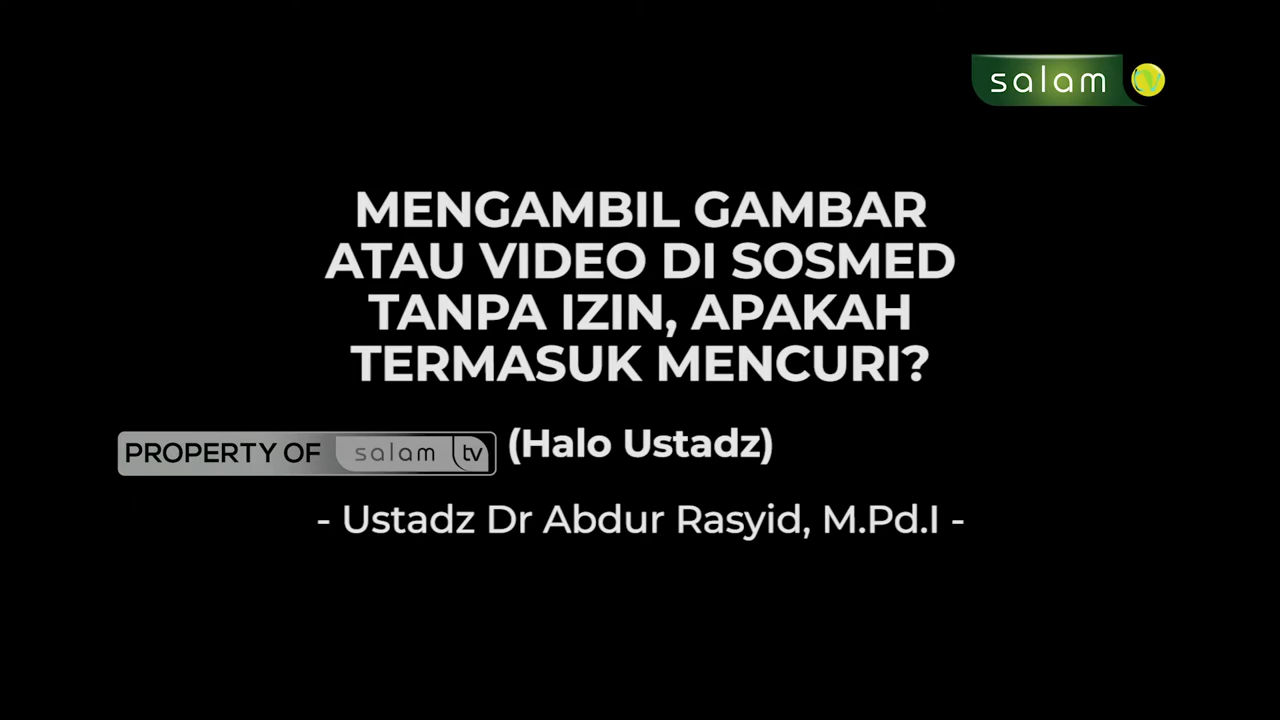 salam tv
MENGAMBIL GAMBAR
ATAU VIDEO DI SOSMED
TANPA IZIN, APAKAH
TERMASUK MENCURI?
(Halo Ustadz)
PROPERTY OF salam tv
- Ustadz Dr Abdur Rasyid, M.Pd.I -